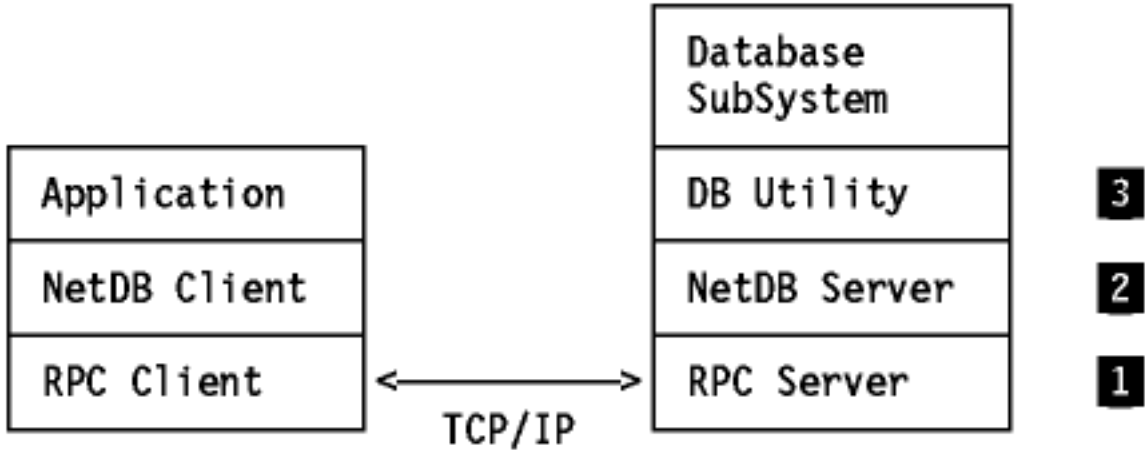 Database
SubSystem
Application
DB Utility
3
NetDB Client
NetDB Server
2
RPC Client
RPC Server
1
TCP/IP